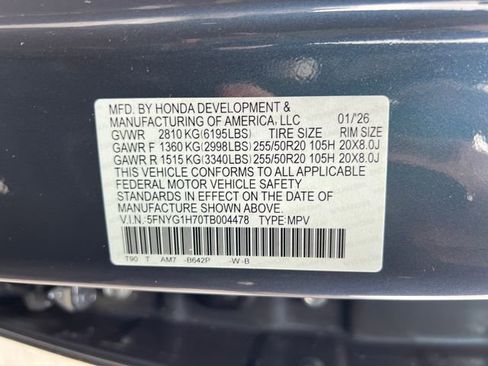 MFD. BY HONDA DEVELOPMENT &
MANUFACTURING OF AMERICA, LLC 01/'26
GVWR 2810 KG(6195LBS) TIRE SIZE RIM SIZE
GAWR F 1360 KG(2998LBS) 255/50R20 105H 20X8.0J
GAWR R 1515 KG(3340LBS) 255/50R20 105H 20X8.0J
THIS VEHICLE CONFORMS TO ALL APPLICABLE
FEDERAL MOTOR VEHICLE SAFETY
STANDARDS IN EFFECT ON THE DATE OF
MANUFACTURE SHOWN ABOVE.
V.I.N. 5FNYG1H70TB004478 TYPE: MPV
T90 T AM7 -B642P -W-B